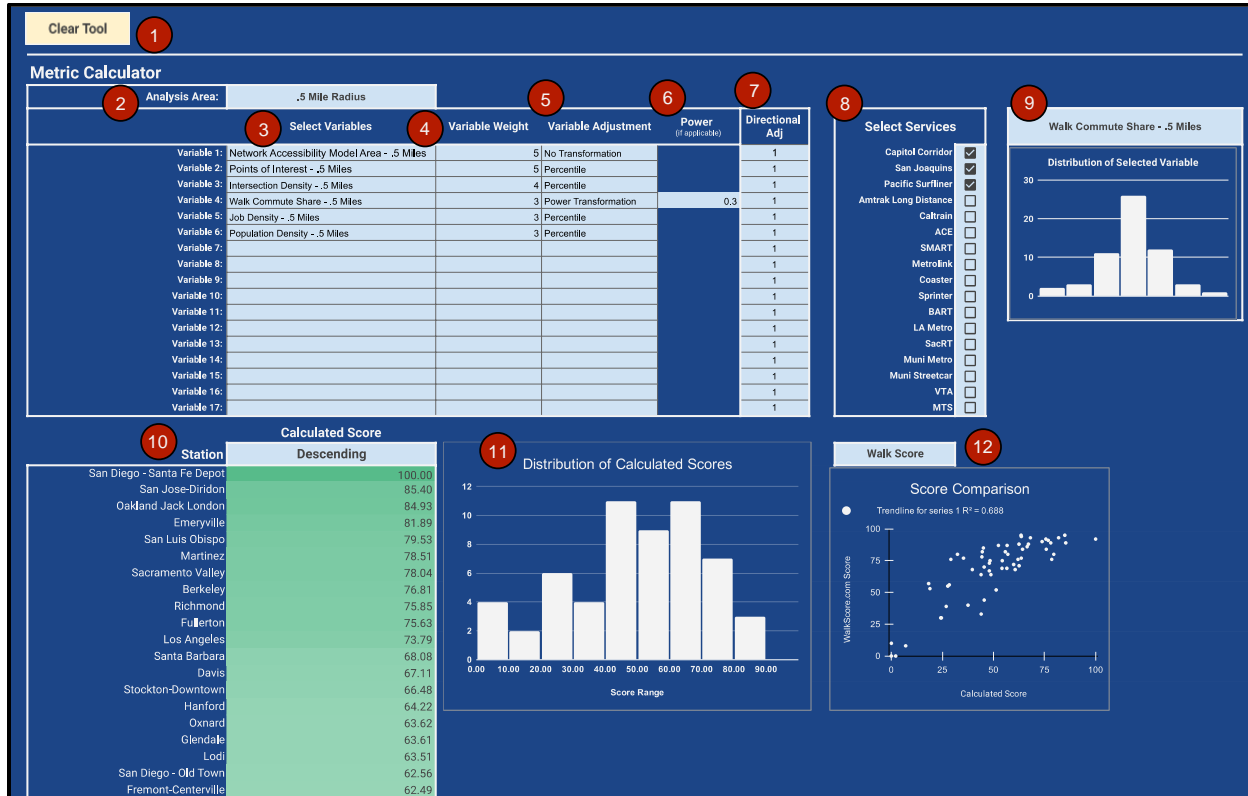 Clear Tool
1
Metric Calculator
2
Analysis Area: .5 Mile Radius
3 Select Variables 4 Variable Weight 5 Variable Adjustment 6 Power (if applicable) 7 Directional Adj
Variable 1: Network Accessibility Model Area - .5 Miles 5 No Transformation 1
Variable 2: Points of Interest - .5 Miles 5 Percentile 1
Variable 3: Intersection Density - .5 Miles 4 Percentile 1
Variable 4: Walk Commute Share - .5 Miles 3 Power Transformation 0.3 1
Variable 5: Job Density - .5 Miles 3 Percentile 1
Variable 6: Population Density - .5 Miles 3 Percentile 1
Variable 7: 1
Variable 8: 1
Variable 9: 1
Variable 10: 1
Variable 11: 1
Variable 12: 1
Variable 13: 1
Variable 14: 1
Variable 15: 1
Variable 16: 1
Variable 17: 1
8
Select Services
Capitol Corridor
San Joaquins
Pacific Surfliner
Amtrak Long Distance
Caltrain
ACE
SMART
Metrolink
Coaster
Sprinter
BART
LA Metro
SacRT
Muni Metro
Muni Streetcar
VTA
MTS
9
Walk Commute Share - .5 Miles
Distribution of Selected Variable
30
20
10
0
10
Calculated Score
Station Descending
San Diego - Santa Fe Depot 100.00
San Jose-Diridon 85.40
Oakland Jack London 84.93
Emeryville 81.89
San Luis Obispo 79.53
Martinez 78.51
Sacramento Valley 78.04
Berkeley 76.81
Richmond 75.85
Fullerton 75.63
Los Angeles 73.79
Santa Barbara 68.08
Davis 67.11
Stockton-Downtown 66.48
Hanford 64.22
Oxnard 63.62
Glendale 63.61
Lodi 63.51
San Diego - Old Town 62.56
Fremont-Centerville 62.49
11
Distribution of Calculated Scores
12
10
8
6
4
2
0
0.00 10.00 20.00 30.00 40.00 50.00 60.00 70.00 80.00 90.00
Score Range
Walk Score
12
Score Comparison
Trendline for series 1 R² = 0.688
WalkScore.com Score
100
75
50
25
0
0 25 50 75 100
Calculated Score